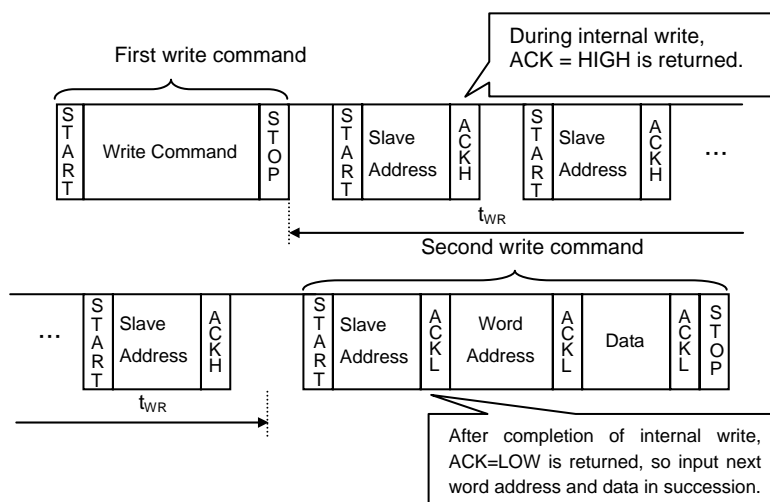 During internal write,
ACK = HIGH is returned.
First write command
START
Write Command
STOP
START
Slave
Address
ACKH
START
Slave
Address
ACKH
...
tWR
Second write command
...
START
Slave
Address
ACKH
START
Slave
Address
ACKL
Word
Address
ACKL
Data
ACKL
STOP
tWR
After completion of internal write,
ACK=LOW is returned, so input next
word address and data in succession.